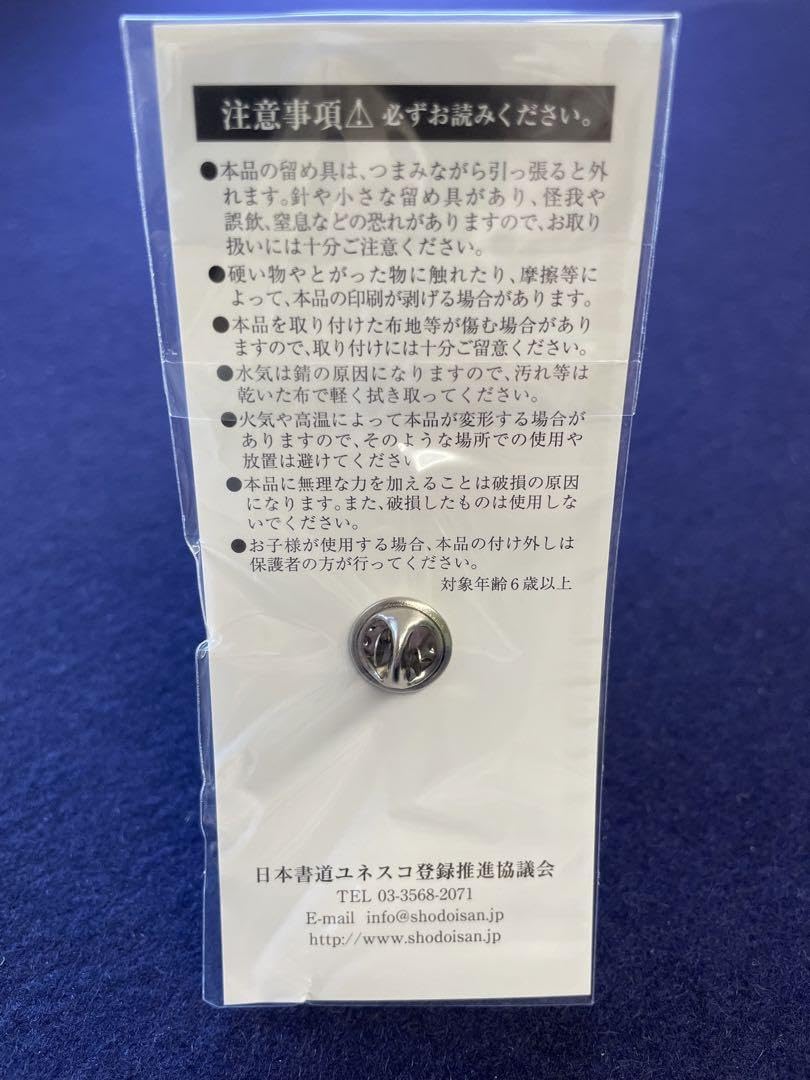 注意事項⚠必ずお読みください。
●本品の留め具は、つまみながら引っ張ると外
れます。針や小さな留め具があり、怪我や
誤飲、窒息などの恐れがありますので、お取り
扱いには十分ご注意ください。
●硬い物やとがった物に触れたり、摩擦等に
よって、本品の印刷が剥げる場合があります。
●本品を取り付けた布地等が傷む場合があり
ますので、取り付けには十分ご留意ください。
●水気は錆の原因になりますので、汚れ等は
乾いた布で軽く拭き取ってください。
●火気や高温によって本品が変形する場合が
ありますので、そのような場所での使用や
放置は避けてください
●本品に無理な力を加えることは破損の原因
になります。また、破損したものは使用しな
いでください。
●お子様が使用する場合、本品の付け外しは
保護者の方が行ってください。
対象年齢6歳以上
日本書道ユネスコ登録推進協議会
TEL 03-3568-2071
E-mail info@shodoisan.jp
http://www.shodoisan.jp